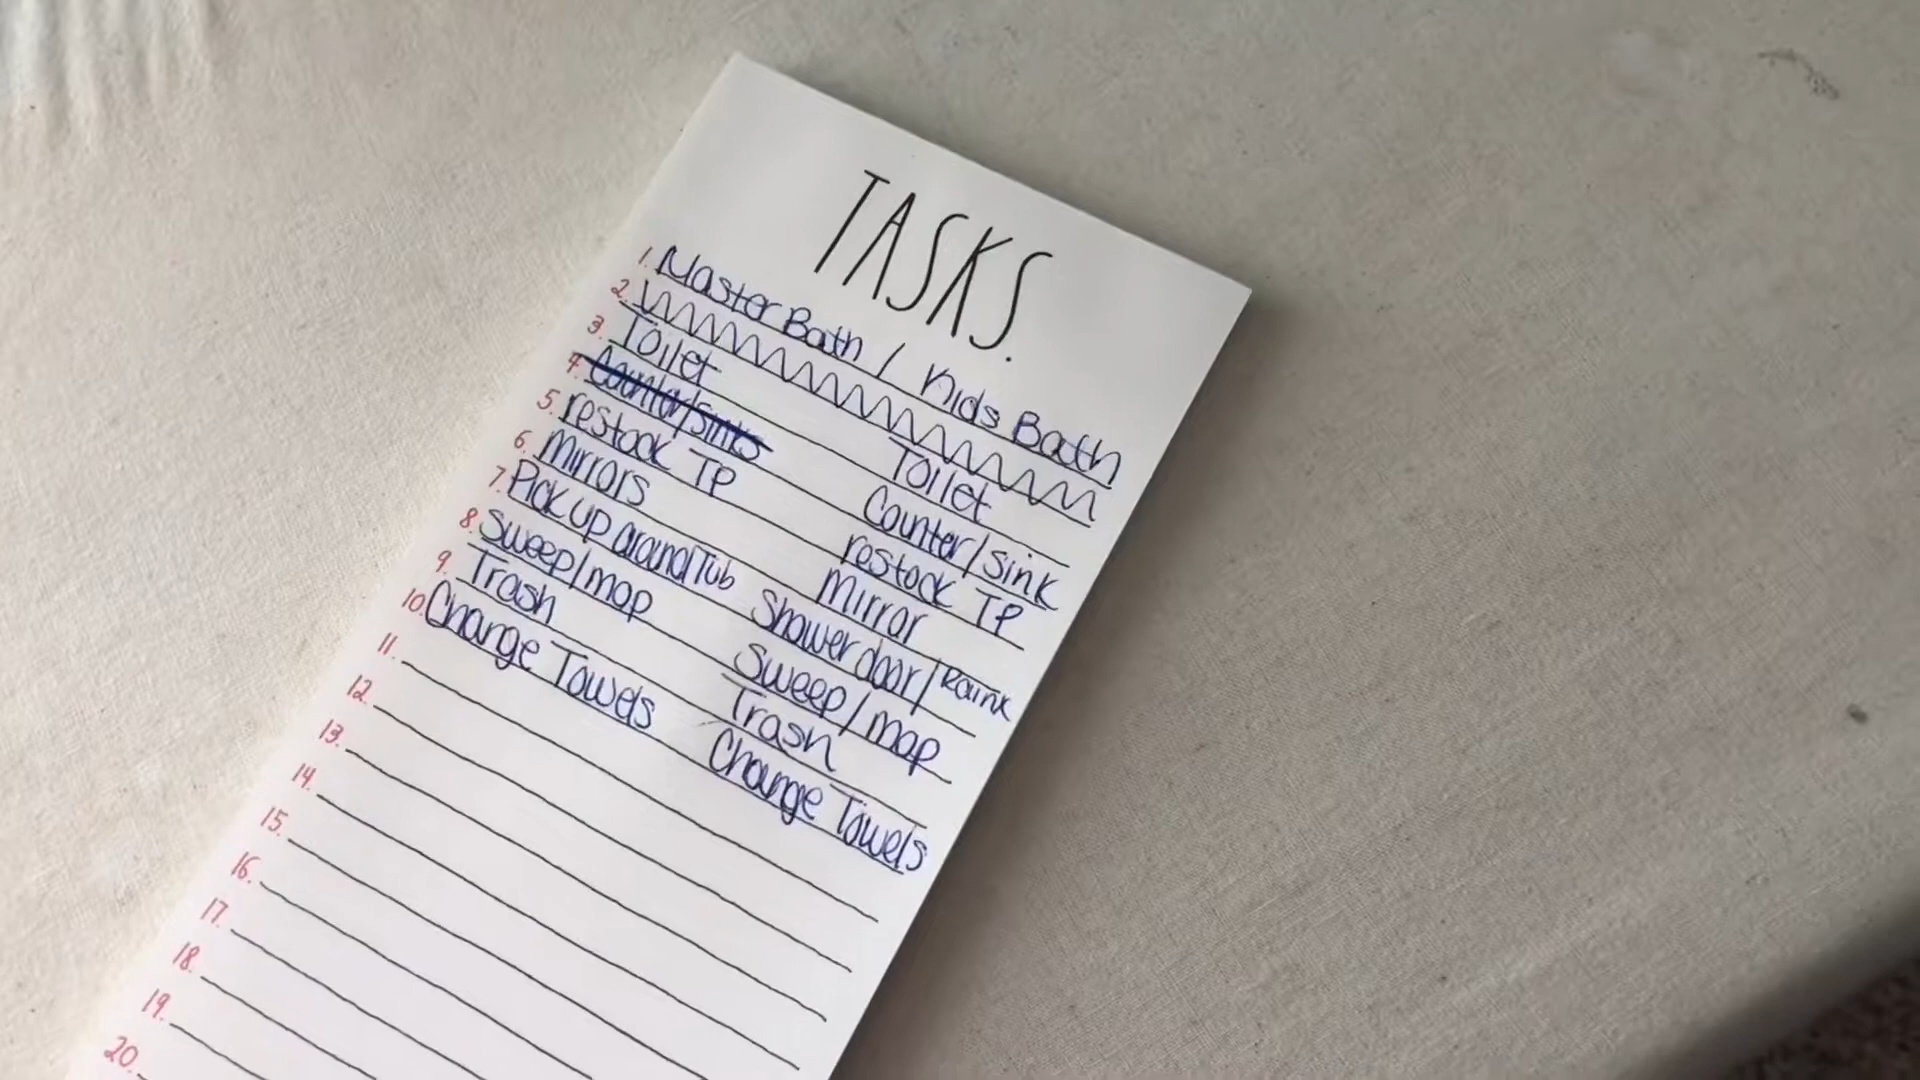 TASKS.
1. Master Bath / Kids Bath
2.
3. Toilet Toilet
4. Counter/sinks Counter/sink
5. restock TP restock TP
6. Mirrors Mirror
7. Pick up around Tub Shower door/
8. Sweep/mop Sweep/mop
9. Trash Trash
10. Change Towels Change Towels
11.
12.
13.
14.
15.
16.
17.
18.
19.
20.